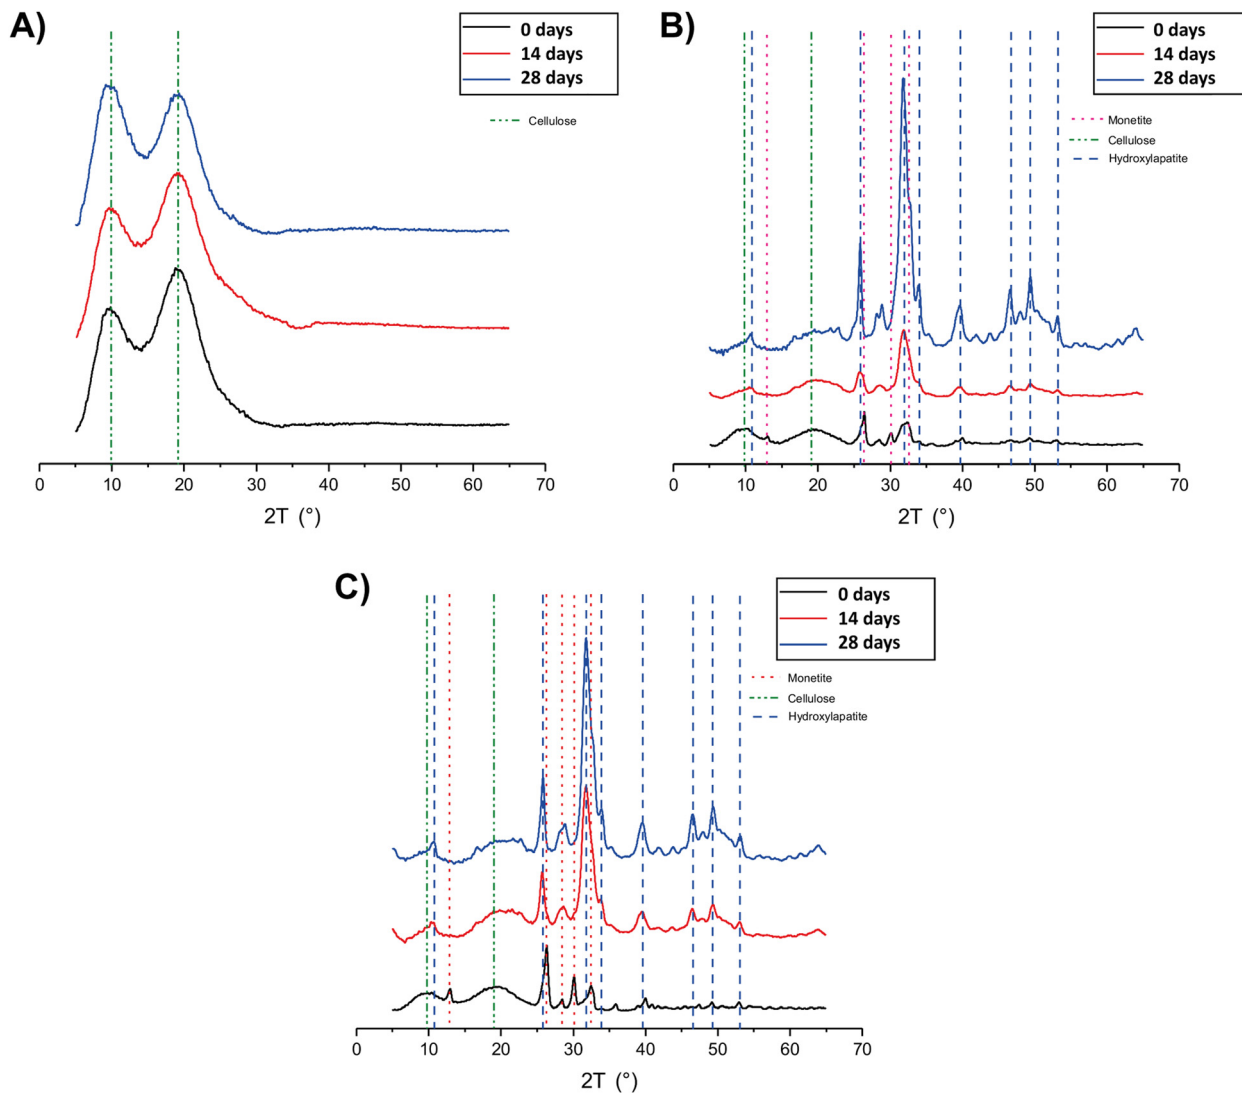 A)
0 days
14 days
28 days
Cellulose
0 10 20 30 40 50 60 70
2T (°)
B)
0 days
14 days
28 days
Monetite
Cellulose
Hydroxylapatite
0 10 20 30 40 50 60 70
2T (°)
C)
0 days
14 days
28 days
Monetite
Cellulose
Hydroxylapatite
0 10 20 30 40 50 60 70
2T (°)